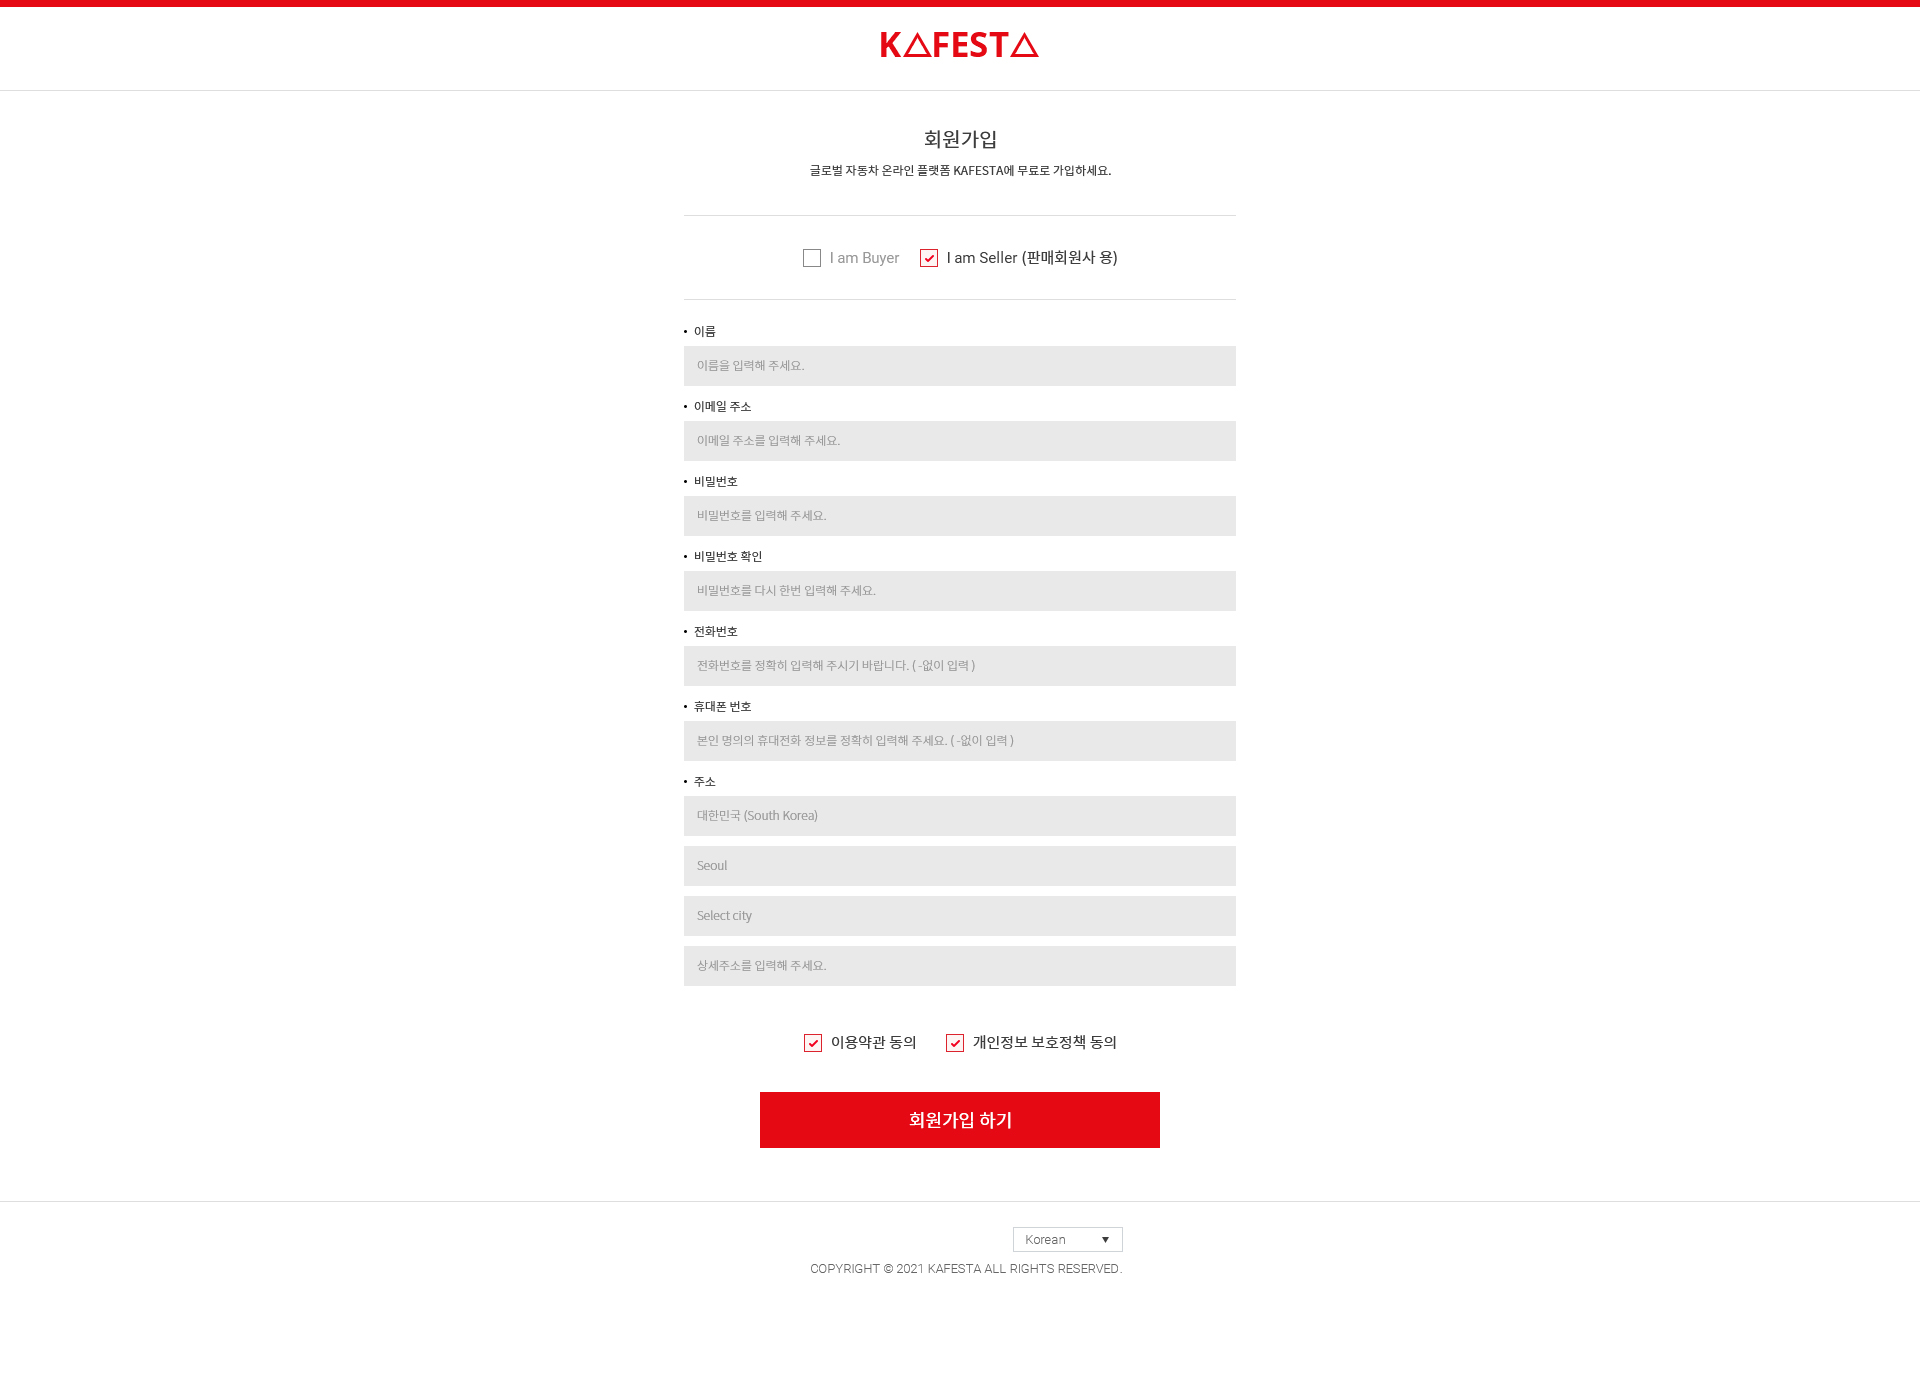 KAFESTA
회원가입
글로벌 자동차 온라인 플랫폼 KAFESTA에 무료로 가입하세요.
I am Buyer I am Seller (판매회원사 용)
• 이름
이름을 입력해 주세요.
• 이메일 주소
이메일 주소를 입력해 주세요.
• 비밀번호
비밀번호를 입력해 주세요.
• 비밀번호 확인
비밀번호를 다시 한번 입력해 주세요.
• 전화번호
전화번호를 정확히 입력해 주시기 바랍니다. ( -없이 입력 )
• 휴대폰 번호
본인 명의의 휴대전화 정보를 정확히 입력해 주세요. ( -없이 입력 )
• 주소
대한민국 (South Korea)
Seoul
Select city
상세주소를 입력해 주세요.
이용약관 동의 개인정보 보호정책 동의
회원가입 하기
Korean ▼
COPYRIGHT © 2021 KAFESTA ALL RIGHTS RESERVED.